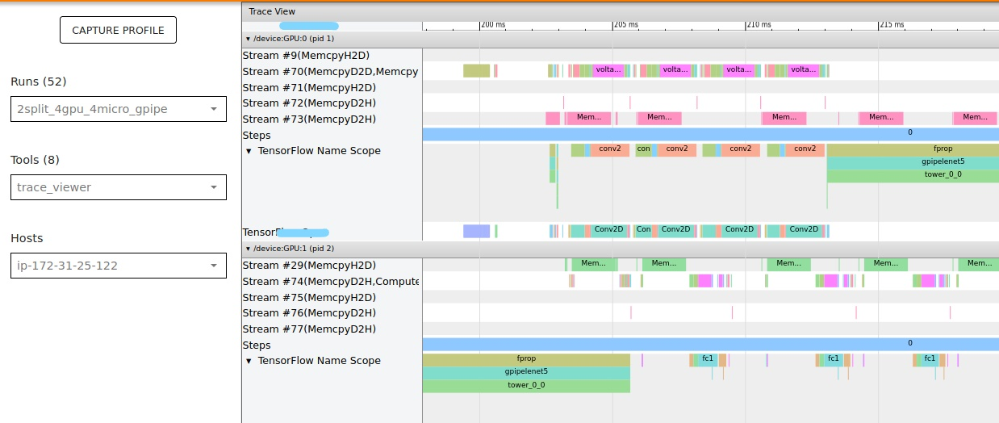 CAPTURE PROFILE
Runs (52)
2split_4gpu_4micro_gpipe
Tools (8)
trace_viewer
Hosts
ip-172-31-25-122
Trace View
200 ms 205 ms 210 ms 215 ms
/device:GPU:0 (pid 1)
Stream #9(MemcpyH2D)
Stream #70(MemcpyD2D,Memcpy volta... volta... volta... volta...
Stream #71(MemcpyH2D)
Stream #72(MemcpyD2H)
Stream #73(MemcpyD2H) Mem... Mem... Mem... Mem... Mem...
Steps 0
TensorFlow Name Scope conv2 con conv2 conv2 conv2 fprop
gpipelenet5
tower_0_0
Conv2D Con Conv2D Conv2D Conv2D
/device:GPU:1 (pid 2)
Stream #29(MemcpyH2D) Mem... Mem... Mem... Mem... Mem...
Stream #74(MemcpyD2H,Compute
Stream #75(MemcpyH2D)
Stream #76(MemcpyD2H)
Stream #77(MemcpyD2H)
Steps 0
TensorFlow Name Scope fprop fc1 fc1 fc1
gpipelenet5
tower_0_0